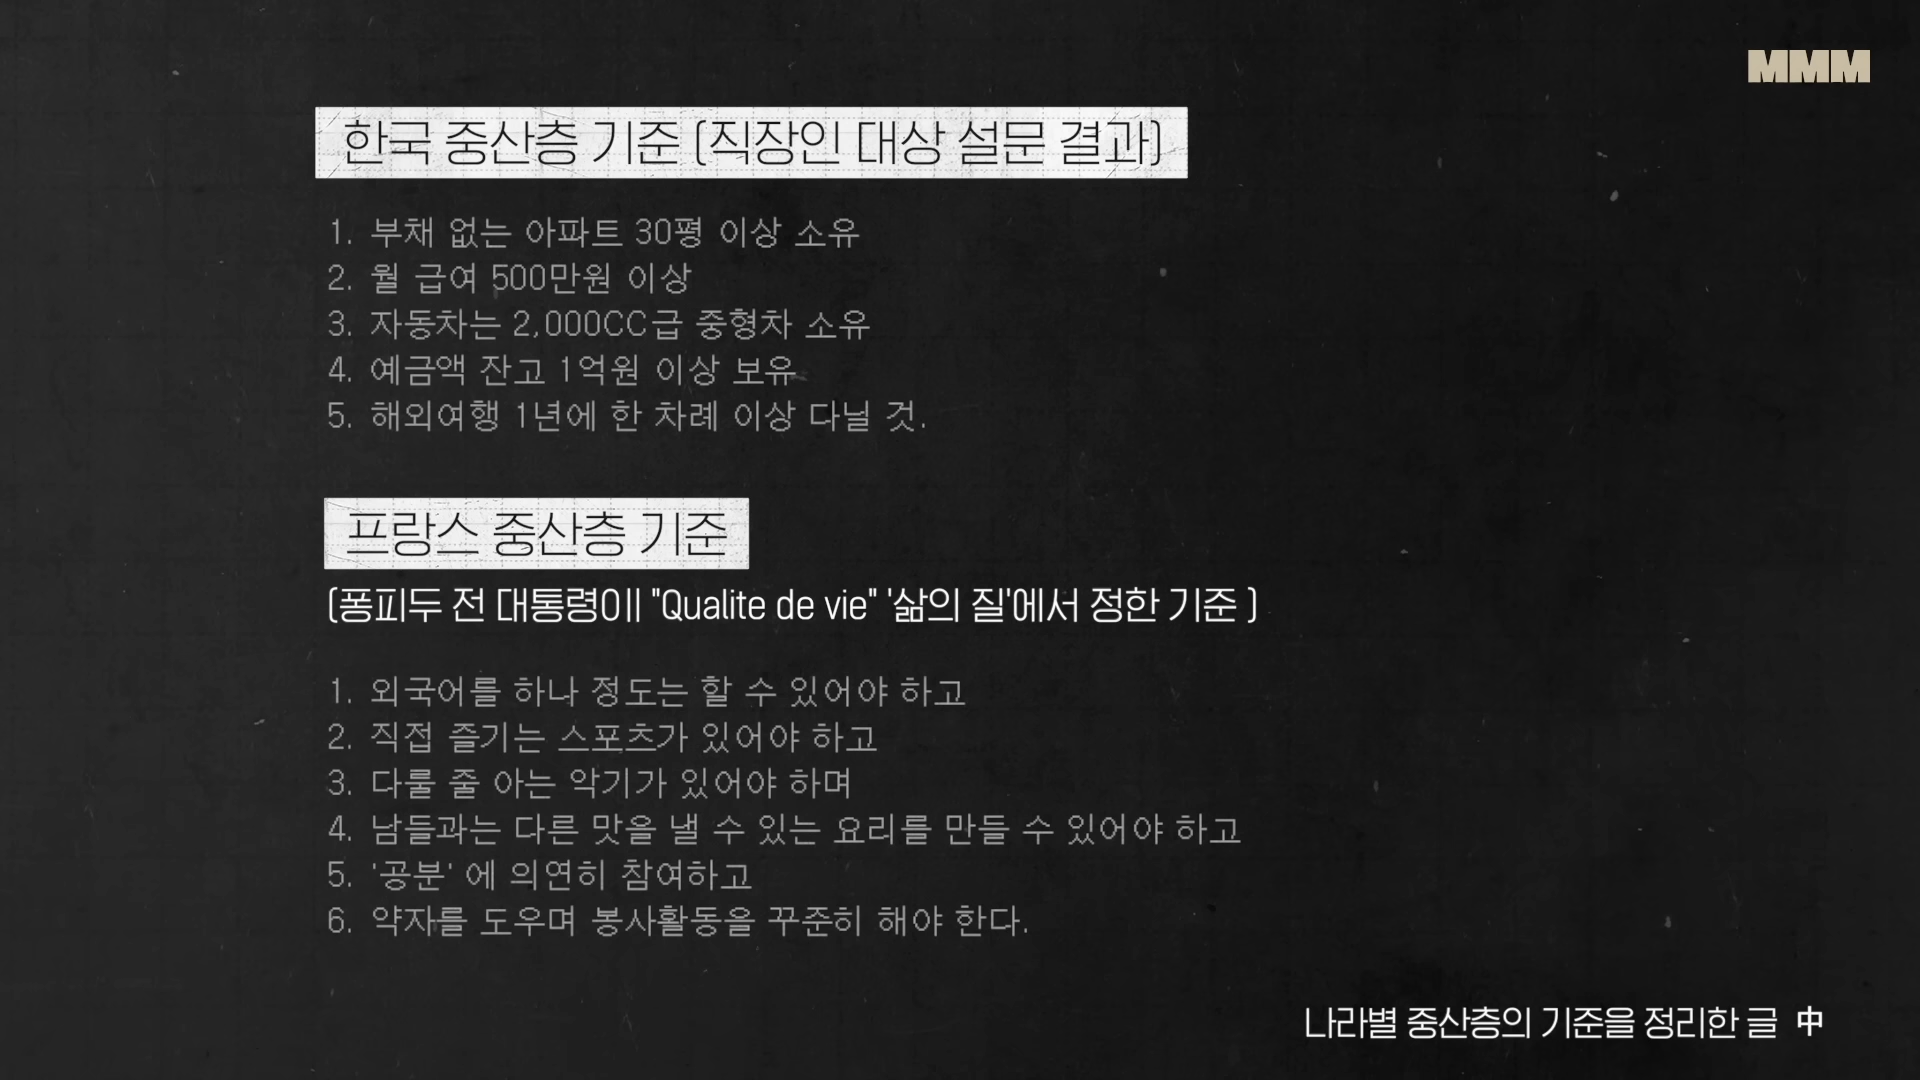 MMM
한국 중산층 기준 (직장인 대상 설문 결과)
1. 부채 없는 아파트 30평 이상 소유
2. 월 급여 500만원 이상
3. 자동차는 2,000CC급 중형차 소유
4. 예금액 잔고 1억원 이상 보유
5. 해외여행 1년에 한 차례 이상 다닐 것.
프랑스 중산층 기준
(퐁피두 전 대통령이 "Qualite de vie" '삶의 질'에서 정한 기준 )
1. 외국어를 하나 정도는 할 수 있어야 하고
2. 직접 즐기는 스포츠가 있어야 하고
3. 다룰 줄 아는 악기가 있어야 하며
4. 남들과는 다른 맛을 낼 수 있는 요리를 만들 수 있어야 하고
5. '공분' 에 의연히 참여하고
6. 약자를 도우며 봉사활동을 꾸준히 해야 한다.
나라별 중산층의 기준을 정리한 글 中